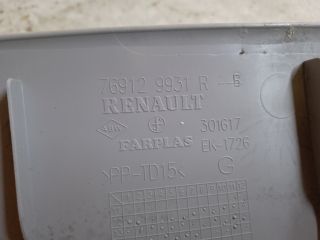 76912 9931 R --B
RENAULT
301617
FARPLAS EK-1726
>PP-TD15< G